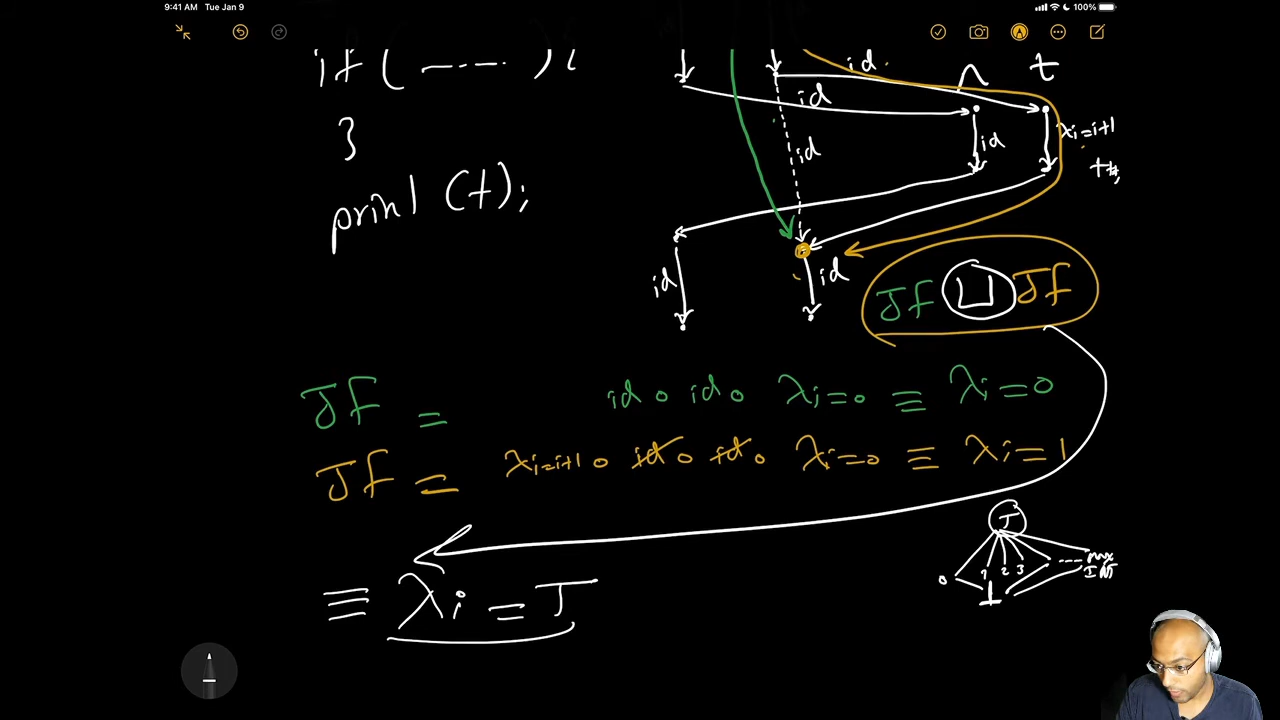 9:41 AM Tue Jan 9
100%
if ( ----- ) {
}
print (t);
id
Λ t
id
id
id
λi=i+1
id
id
JF ⊔ JF
JF = id ∘ id ∘ λi=0 ≡ λi=0
JF = λi=i+1 ∘ id ∘ id ∘ λi=0 ≡ λi=1
T
0 1 2 3 ---- max
INT
⊥
≡ λi = T